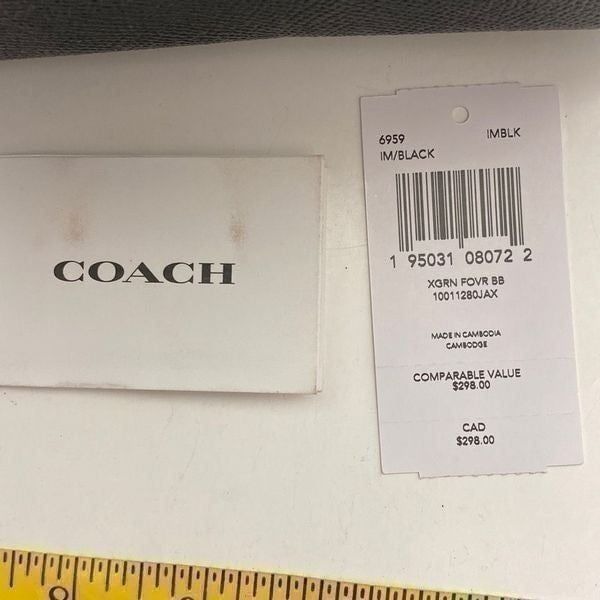 COACH
6959 IMBLK
IM/BLACK
1 95031 08072 2
XGRN FOVR BB
10011280JAX
MADE IN CAMBODIA
CAMBODGE
COMPARABLE VALUE
$298.00
CAD
$298.00